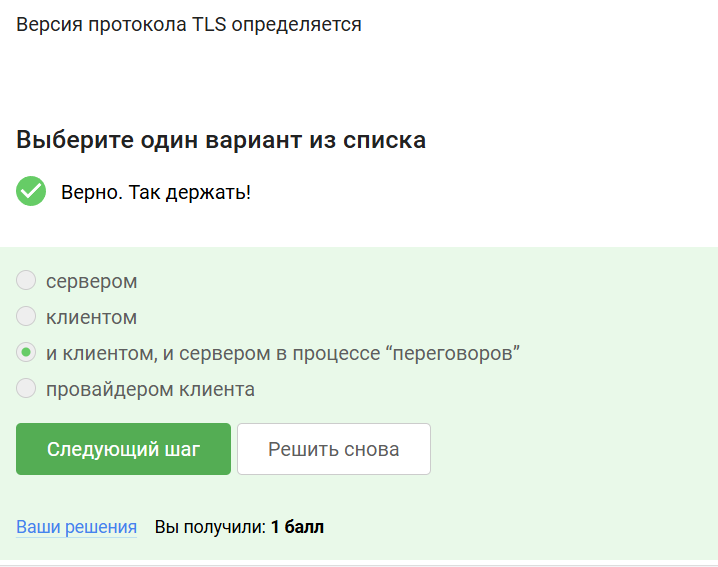 Версия протокола TLS определяется
Выберите один вариант из списка
Верно. Так держать!
сервером
клиентом
и клиентом, и сервером в процессе “переговоров”
провайдером клиента
Следующий шаг
Решить снова
Ваши решения Вы получили: 1 балл